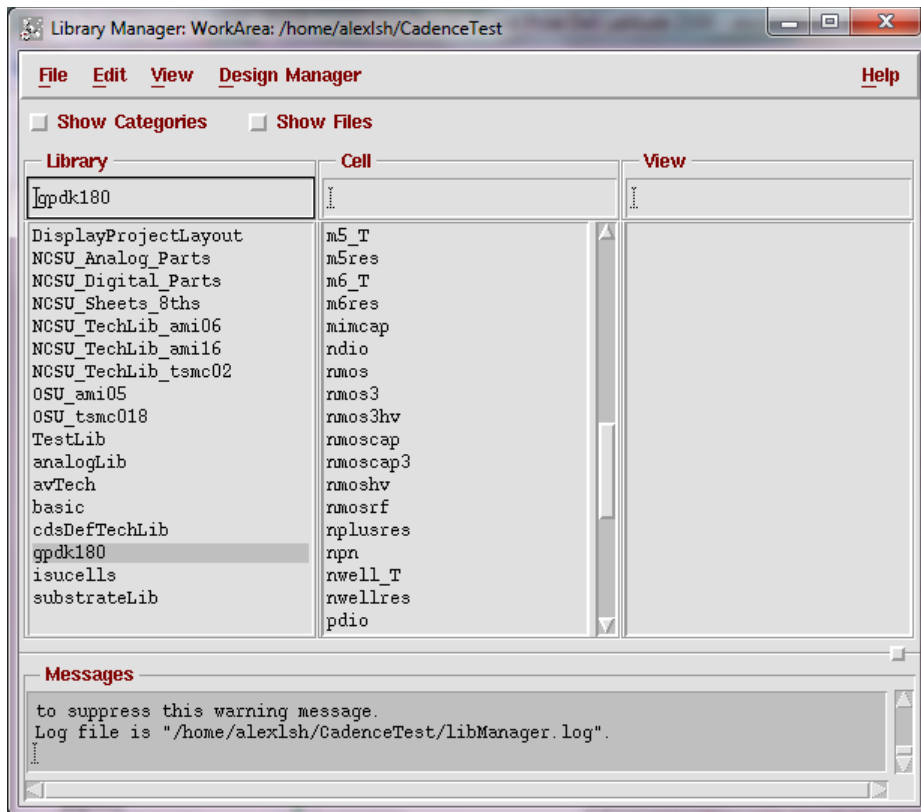 Library Manager: WorkArea: /home/alexlsh/CadenceTest
File Edit View Design Manager Help
Show Categories Show Files
Library Cell View
gpdk180
DisplayProjectLayout
NCSU_Analog_Parts
NCSU_Digital_Parts
NCSU_Sheets_8ths
NCSU_TechLib_ami06
NCSU_TechLib_ami16
NCSU_TechLib_tsmc02
OSU_ami05
OSU_tsmc018
TestLib
analogLib
avTech
basic
cdsDefTechLib
gpdk180
isucells
substrateLib
m5_T
m5res
m6_T
m6res
mimcap
ndio
nmos
nmos3
nmos3hv
nmoscap
nmoscap3
nmoshv
nmosrf
nplusres
npn
nwell_T
nwellres
pdio
Messages
to suppress this warning message.
Log file is "/home/alexlsh/CadenceTest/libManager.log".